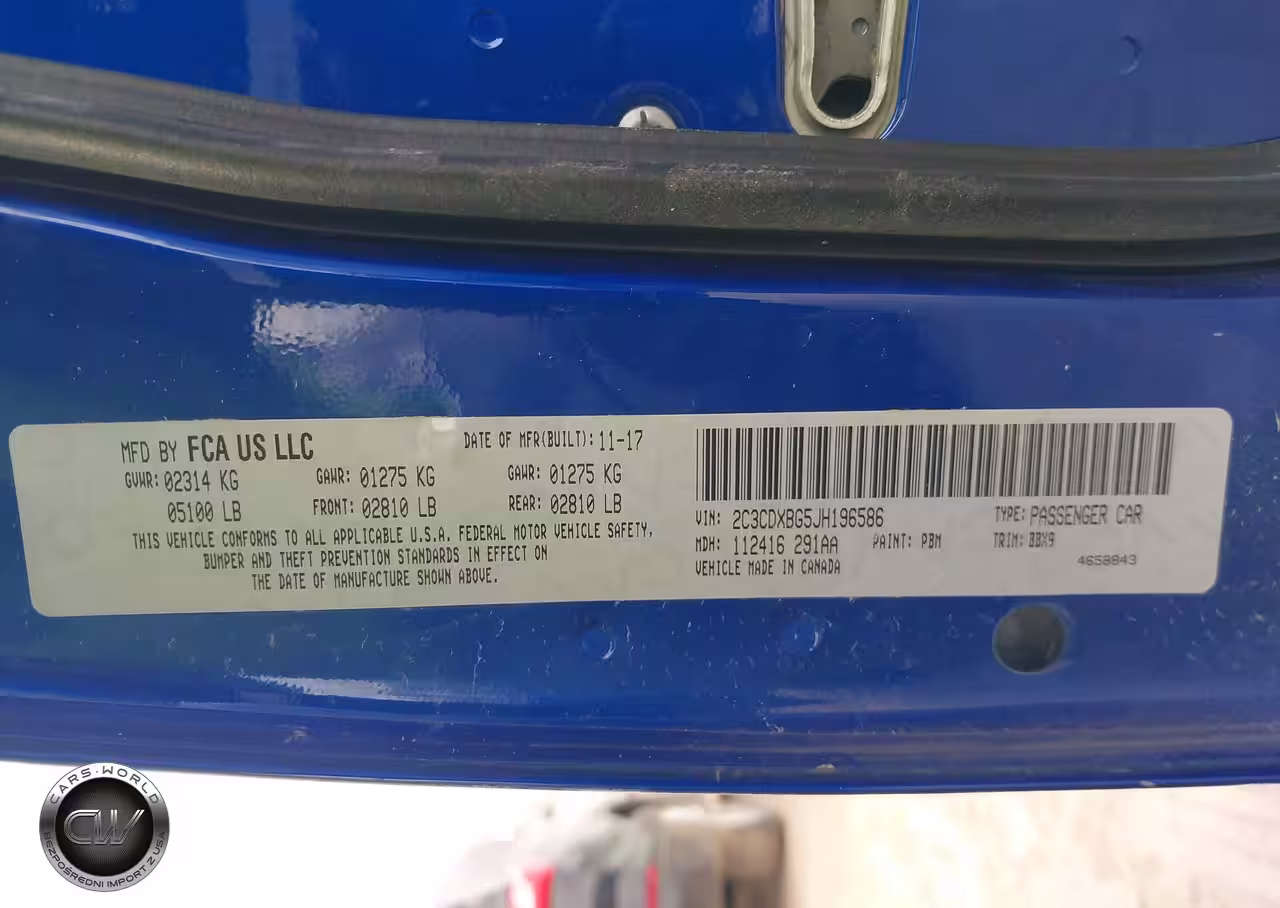 MFD BY FCA US LLC
DATE OF MFR(BUILT): 11-17
GVWR: 02314 KG
GAWR: 01275 KG
GAWR: 01275 KG
05100 LB
FRONT: 02810 LB
REAR: 02810 LB
THIS VEHICLE CONFORMS TO ALL APPLICABLE U.S.A. FEDERAL MOTOR VEHICLE SAFETY,
BUMPER AND THEFT PREVENTION STANDARDS IN EFFECT ON
THE DATE OF MANUFACTURE SHOWN ABOVE.
VIN: 2C3CDXBG5JH196586
TYPE: PASSENGER CAR
MDH: 112416 291AA
PAINT: PBM
TRIM: BBX9
VEHICLE MADE IN CANADA
4658843
CARS·WORLD
CW
BEZPOŚREDNI IMPORT Z USA